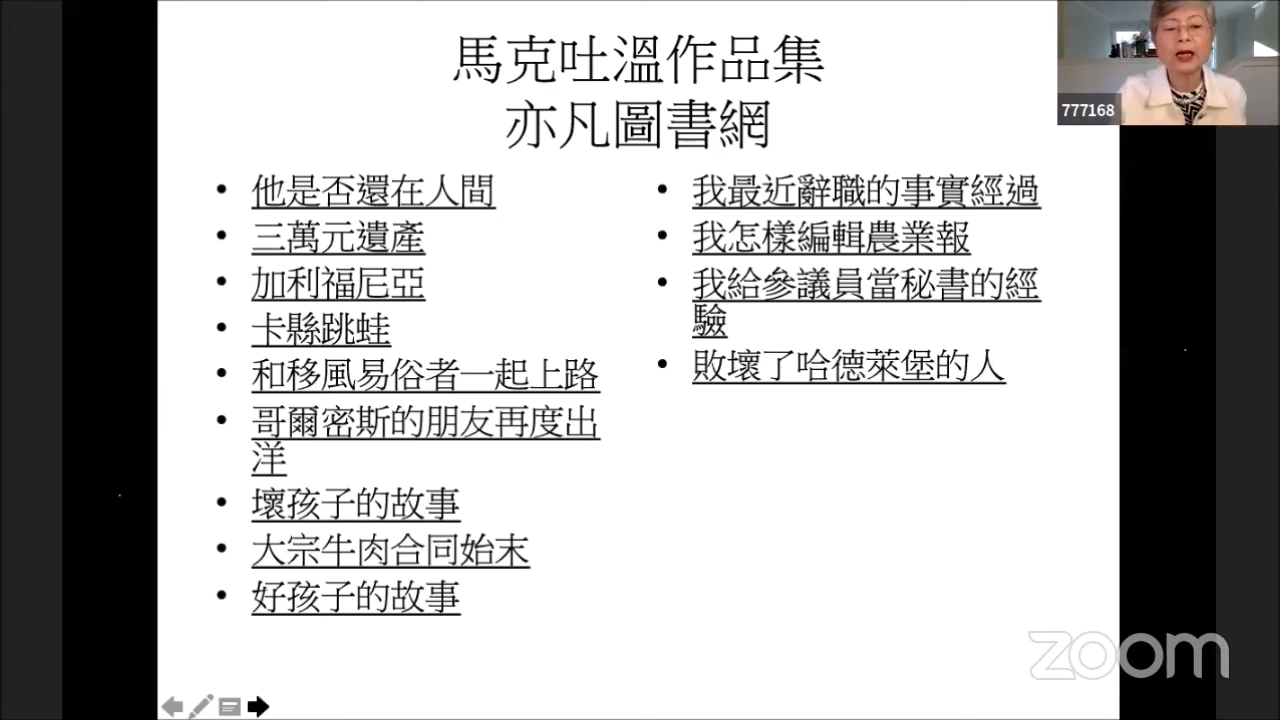 馬克吐溫作品集
亦凡圖書網
他是否還在人間
三萬元遺產
加利福尼亞
卡縣跳蛙
和移風易俗者一起上路
哥爾密斯的朋友再度出
洋
壞孩子的故事
大宗牛肉合同始末
好孩子的故事
我最近辭職的事實經過
我怎樣編輯農業報
我給參議員當秘書的經
驗
敗壞了哈德萊堡的人
777168
zoom